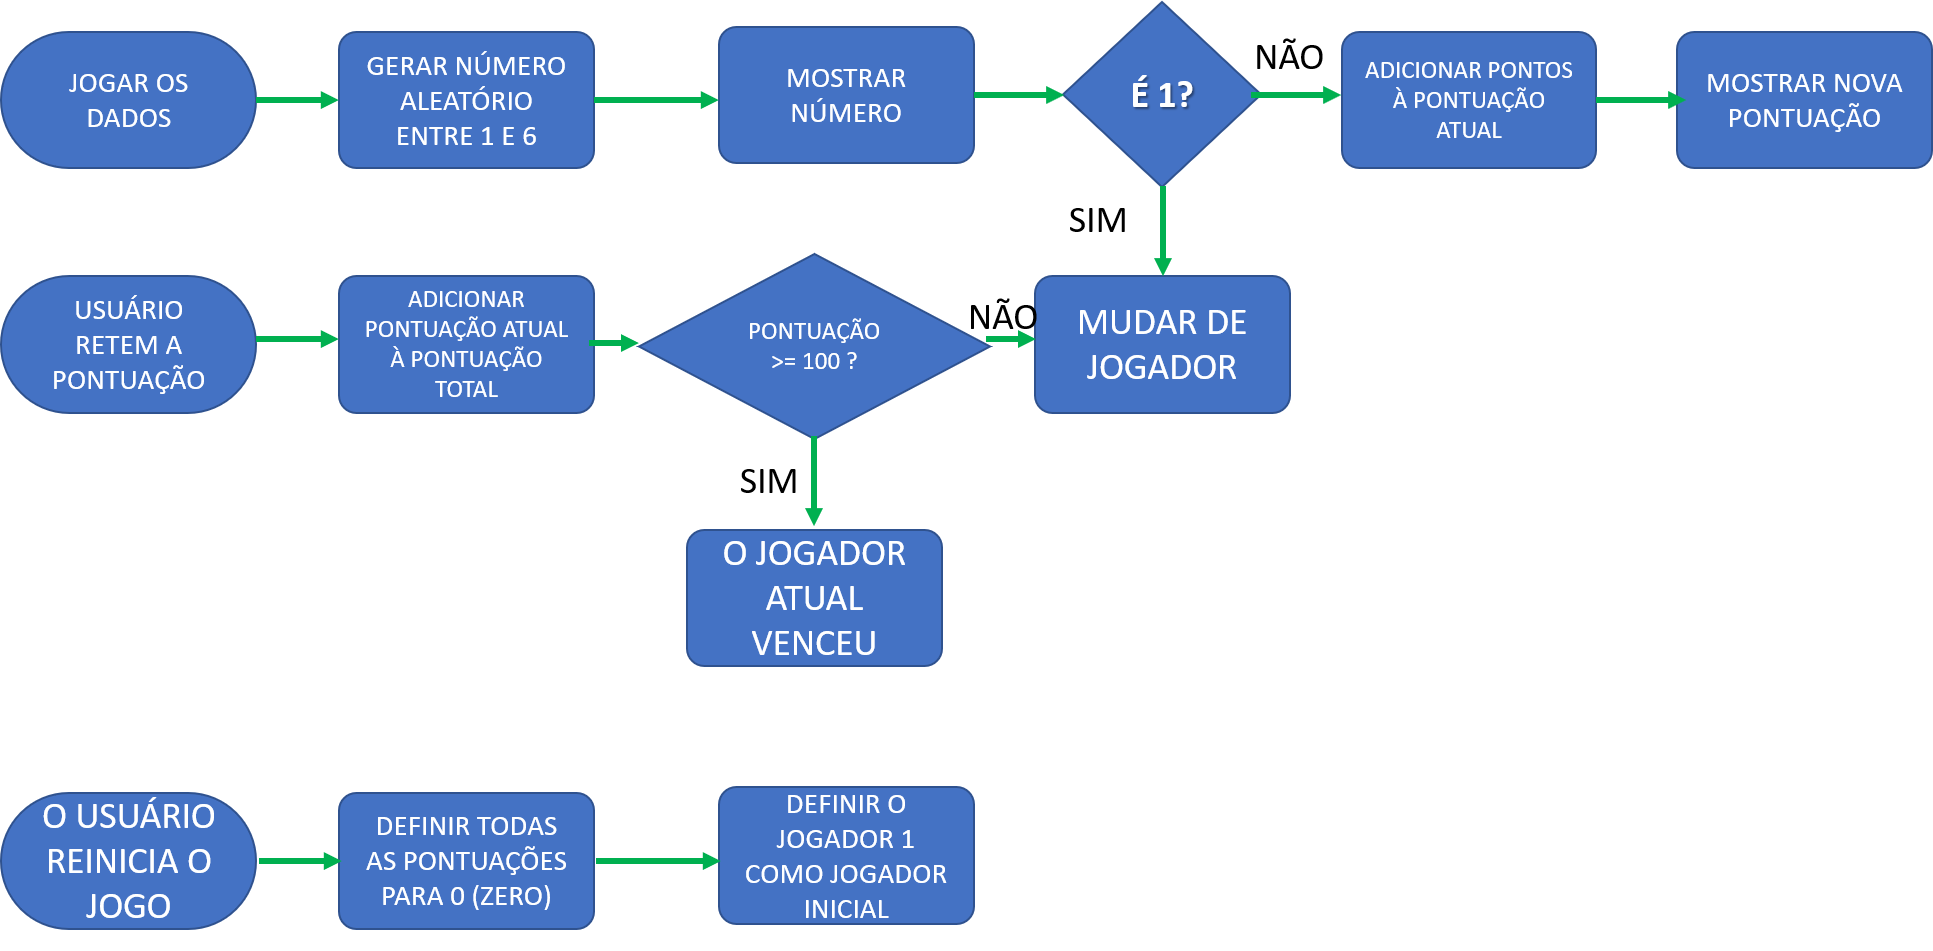 JOGAR OS
DADOS
GERAR NÚMERO
ALEATÓRIO
ENTRE 1 E 6
MOSTRAR
NÚMERO
É 1?
NÃO
ADICIONAR PONTOS
À PONTUAÇÃO
ATUAL
MOSTRAR NOVA
PONTUAÇÃO
SIM
USUÁRIO
RETEM A
PONTUAÇÃO
ADICIONAR
PONTUAÇÃO ATUAL
À PONTUAÇÃO
TOTAL
PONTUAÇÃO
>= 100 ?
NÃO
MUDAR DE
JOGADOR
SIM
O JOGADOR
ATUAL
VENCEU
O USUÁRIO
REINICIA O
JOGO
DEFINIR TODAS
AS PONTUAÇÕES
PARA 0 (ZERO)
DEFINIR O
JOGADOR 1
COMO JOGADOR
INICIAL